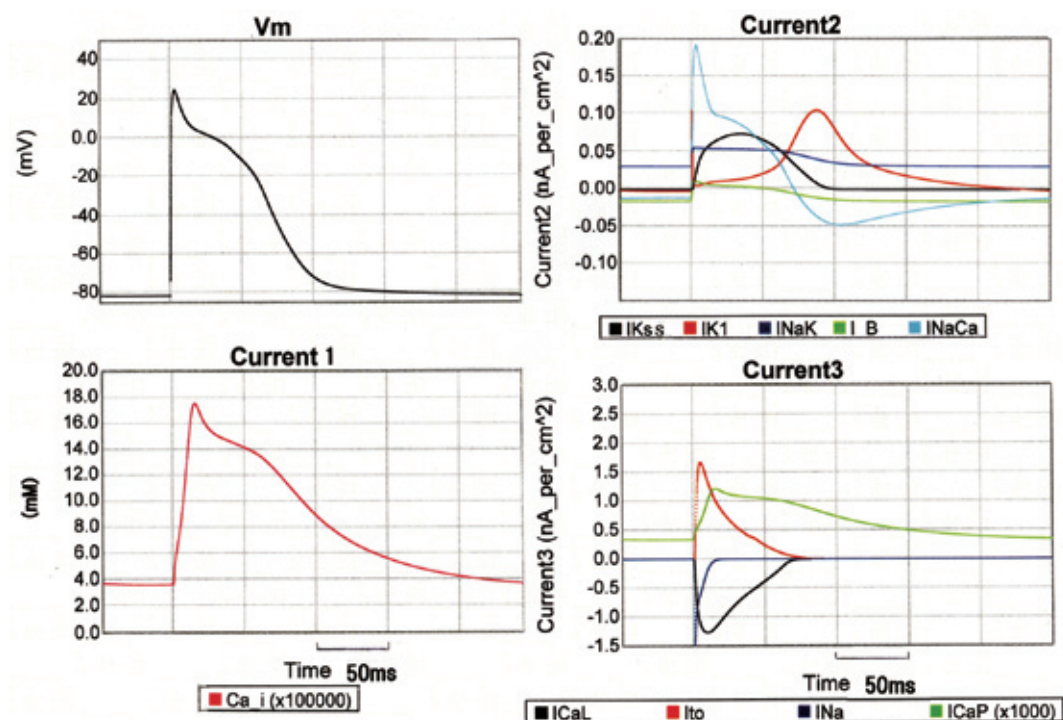 Vm
(mV)
40
20
0.0
-20
-40
-60
-80
Current2
Current2 (nA_per_cm^2)
0.20
0.15
0.10
0.05
0.00
-0.05
-0.10
IKss IK1 INaK I_B INaCa
Current 1
(mM)
20.0
18.0
16.0
14.0
12.0
10.0
8.0
6.0
4.0
2.0
0.0
Time 50ms
Ca_i (x100000)
Current3
Current3 (nA_per_cm^2)
3.0
2.5
2.0
1.5
1.0
0.5
0.0
-0.5
-1.0
-1.5
Time 50ms
ICaL Ito INa ICaP (x1000)